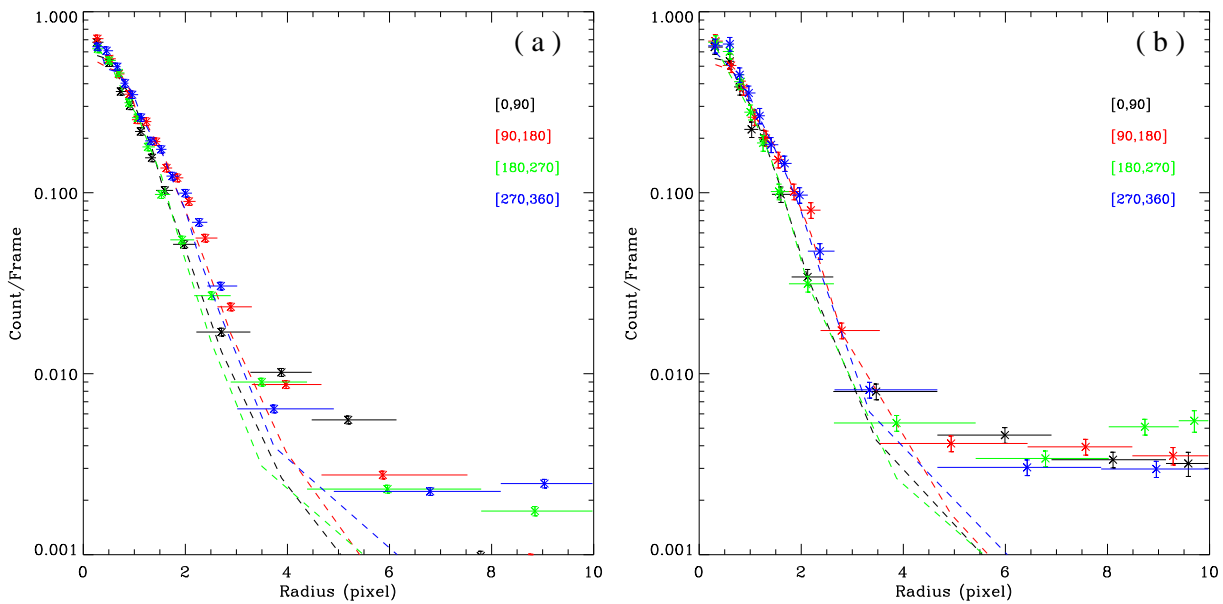 ( a )
[0,90]
[90,180]
[180,270]
[270,360]
Count/Frame
1.000
0.100
0.010
0.001
0 2 4 6 8 10
Radius (pixel)
( b )
[0,90]
[90,180]
[180,270]
[270,360]
Count/Frame
1.000
0.100
0.010
0.001
0 2 4 6 8 10
Radius (pixel)